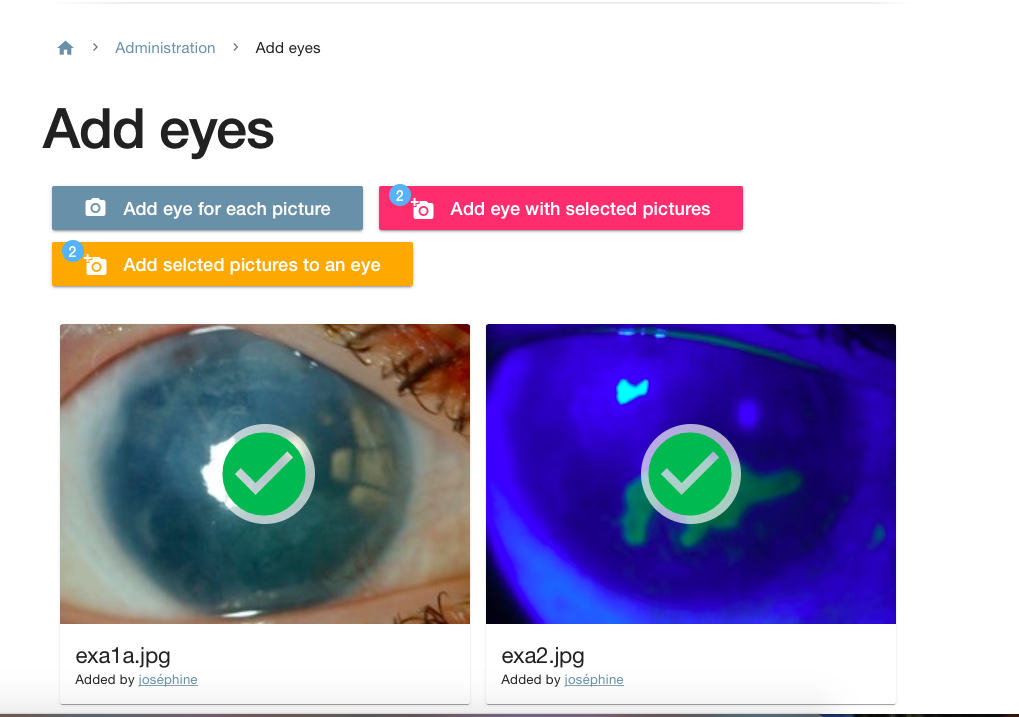 Administration > Add eyes
Add eyes
Add eye for each picture
2 Add eye with selected pictures
2 Add selcted pictures to an eye
exa1a.jpg
Added by joséphine
exa2.jpg
Added by joséphine